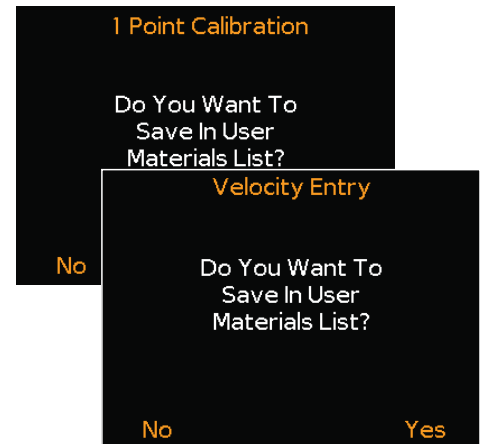 1 Point Calibration
Do You Want To
Save In User
Materials List?
No
Velocity Entry
Do You Want To
Save In User
Materials List?
No Yes